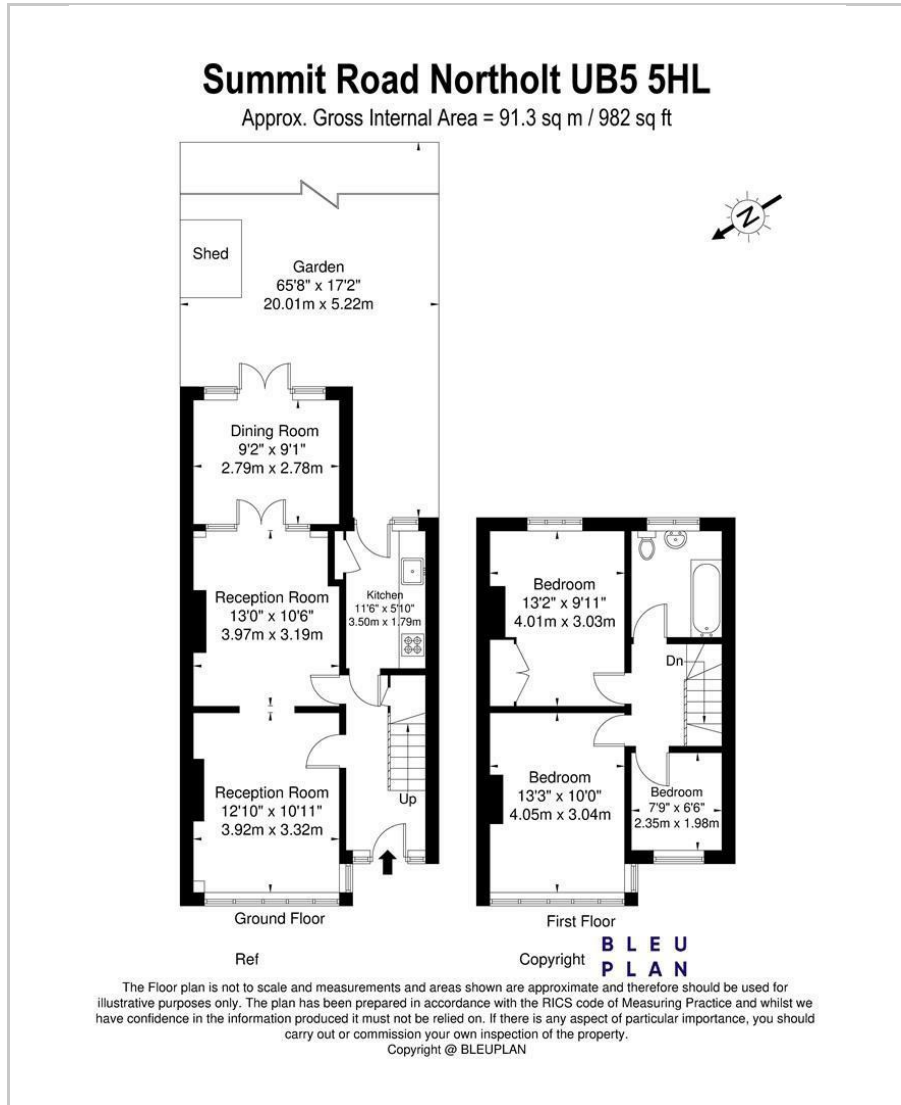 Summit Road Northolt UB5 5HL
Approx. Gross Internal Area = 91.3 sq m / 982 sq ft
N
Shed
Garden
65'8" x 17'2"
20.01m x 5.22m
Dining Room
9'2" x 9'1"
2.79m x 2.78m
Reception Room
13'0" x 10'6"
3.97m x 3.19m
Kitchen
11'6" x 5'10"
3.50m x 1.79m
Reception Room
12'10" x 10'11"
3.92m x 3.32m
Up
Ground Floor
Bedroom
13'2" x 9'11"
4.01m x 3.03m
Dn
Bedroom
13'3" x 10'0"
4.05m x 3.04m
Bedroom
7'9" x 6'6"
2.35m x 1.98m
First Floor
Ref
Copyright
BLEU
PLAN
The Floor plan is not to scale and measurements and areas shown are approximate and therefore should be used for
illustrative purposes only. The plan has been prepared in accordance with the RICS code of Measuring Practice and whilst we
have confidence in the information produced it must not be relied on. If there is any aspect of particular importance, you should
carry out or commission your own inspection of the property.
Copyright @ BLEUPLAN